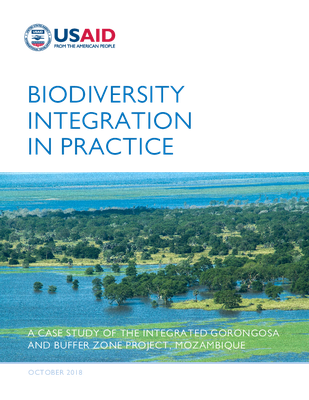 USAID
FROM THE AMERICAN PEOPLE
BIODIVERSITY
INTEGRATION
IN PRACTICE
A CASE STUDY OF THE INTEGRATED GORONGOSA
AND BUFFER ZONE PROJECT, MOZAMBIQUE
OCTOBER 2018